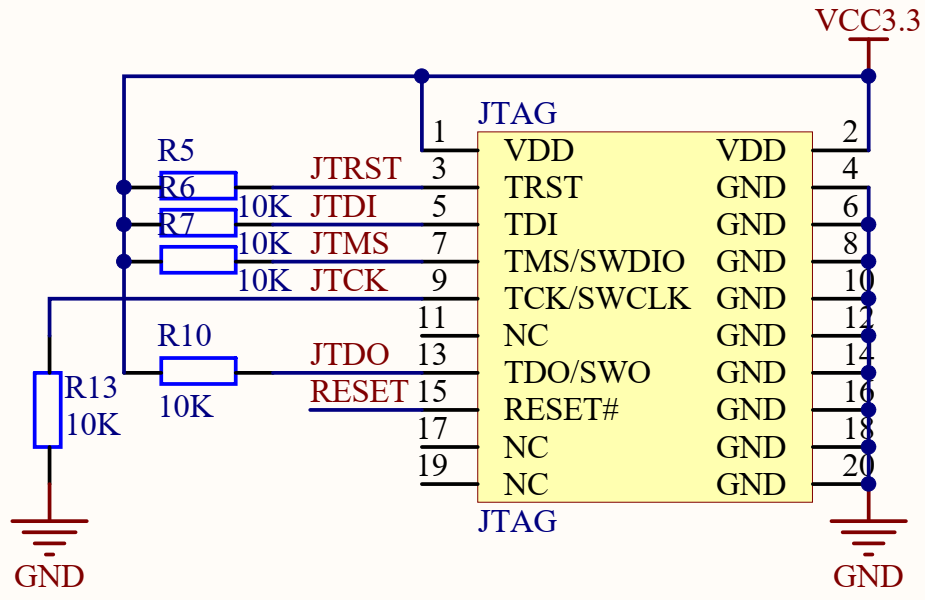 VCC3.3
JTAG
1 VDD VDD 2
R5 JTRST 3 TRST GND 4
R6 10K JTDI 5 TDI GND 6
R7 10K JTMS 7 TMS/SWDIO GND 8
10K JTCK 9 TCK/SWCLK GND 10
11 NC GND 12
R10 JTDO 13 TDO/SWO GND 14
R13 10K RESET 15 RESET# GND 16
10K 17 NC GND 18
19 NC GND 20
JTAG
GND GND